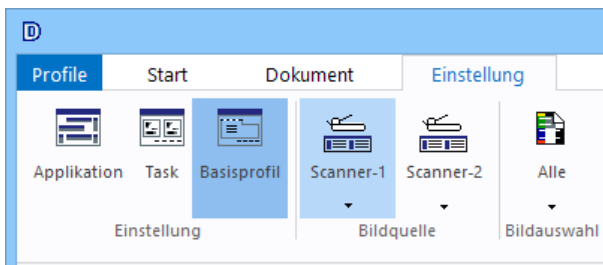 D
Profile Start Dokument Einstellung
Applikation Task Basisprofil Scanner-1 Scanner-2 Alle
Einstellung Bildquelle Bildauswahl